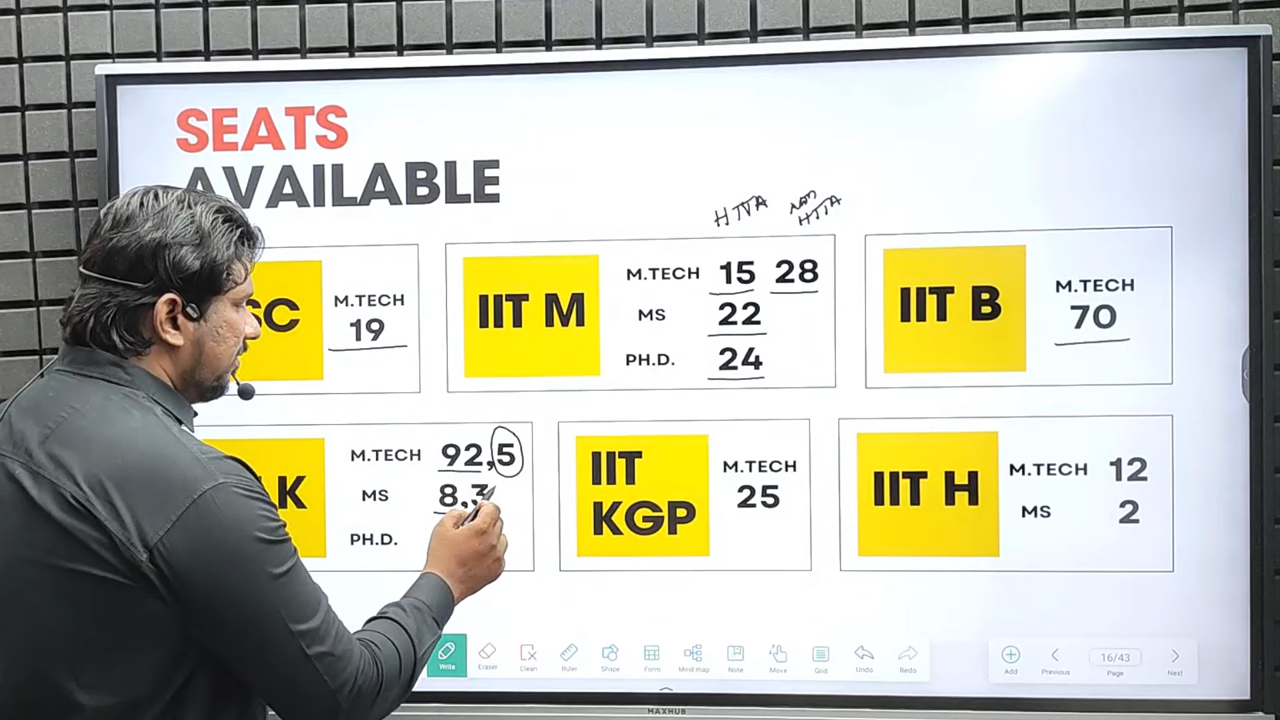 SEATS
AVAILABLE
HTTA NON HTTA
SC
M.TECH
19
IIT M
M.TECH 15 28
MS 22
PH.D. 24
IIT B
M.TECH
70
K
M.TECH 92,5
MS 8,3
PH.D.
IIT
KGP
M.TECH
25
IIT H
M.TECH 12
MS 2
Write Eraser Clean Ruler Shape Form Mind map Note Move Grid Undo Redo
Add Previous 16/43 Page Next
MAXHUB